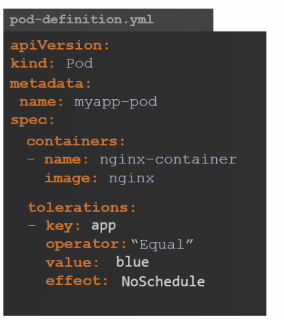 pod-definition.yml
apiVersion:
kind: Pod
metadata:
 name: myapp-pod
spec:
  containers:
  - name: nginx-container
    image: nginx
  tolerations:
  - key: app
    operator: “Equal”
    value: blue
    effect: NoSchedule